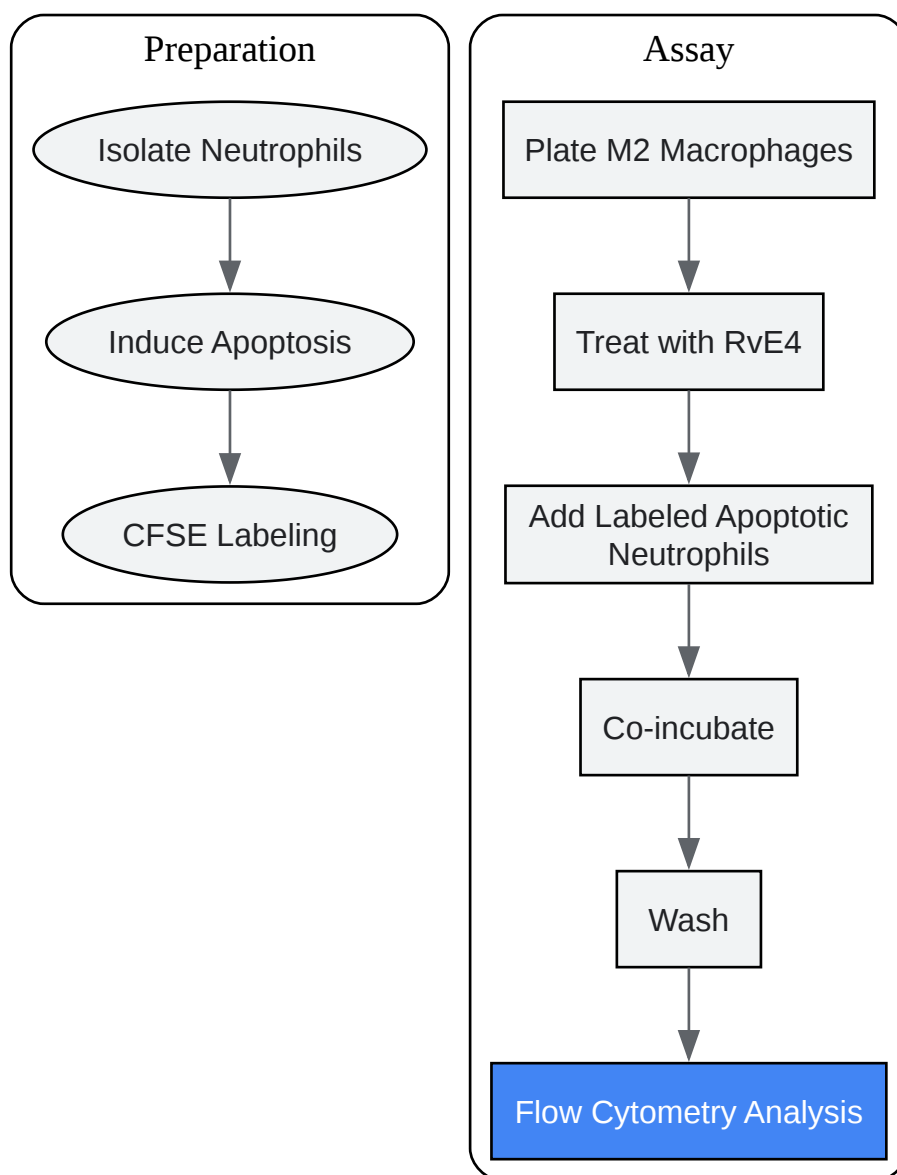 Preparation
Isolate Neutrophils
Induce Apoptosis
CFSE Labeling
Assay
Plate M2 Macrophages
Treat with RvE4
Add Labeled Apoptotic
Neutrophils
Co-incubate
Wash
Flow Cytometry Analysis